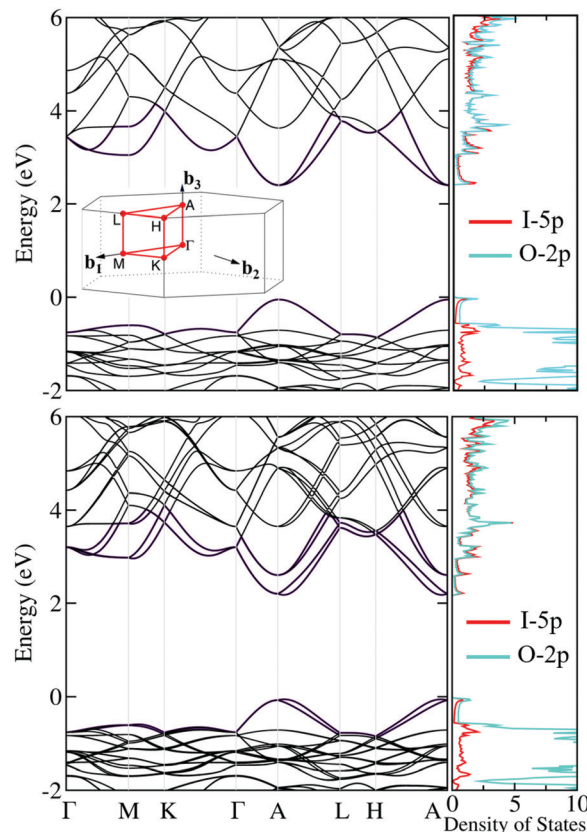 6
4
2
0
-2
Energy (eV)
b3
A
L
H
Γ
M
K
b1
b2
I-5p
O-2p
6
4
2
0
-2
Energy (eV)
I-5p
O-2p
Γ M K Γ A L H A
0 5 10
Density of States